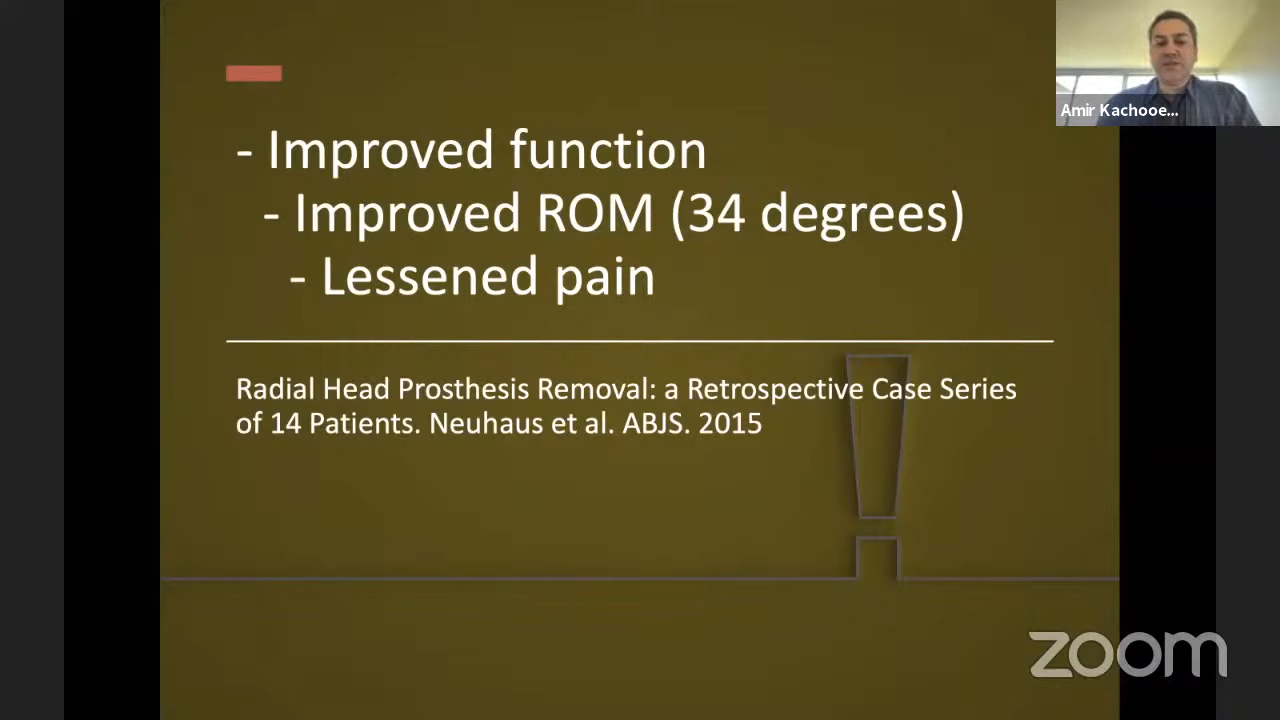 Amir Kachooe...
- Improved function
- Improved ROM (34 degrees)
- Lessened pain
Radial Head Prosthesis Removal: a Retrospective Case Series
of 14 Patients. Neuhaus et al. ABJS. 2015
zoom